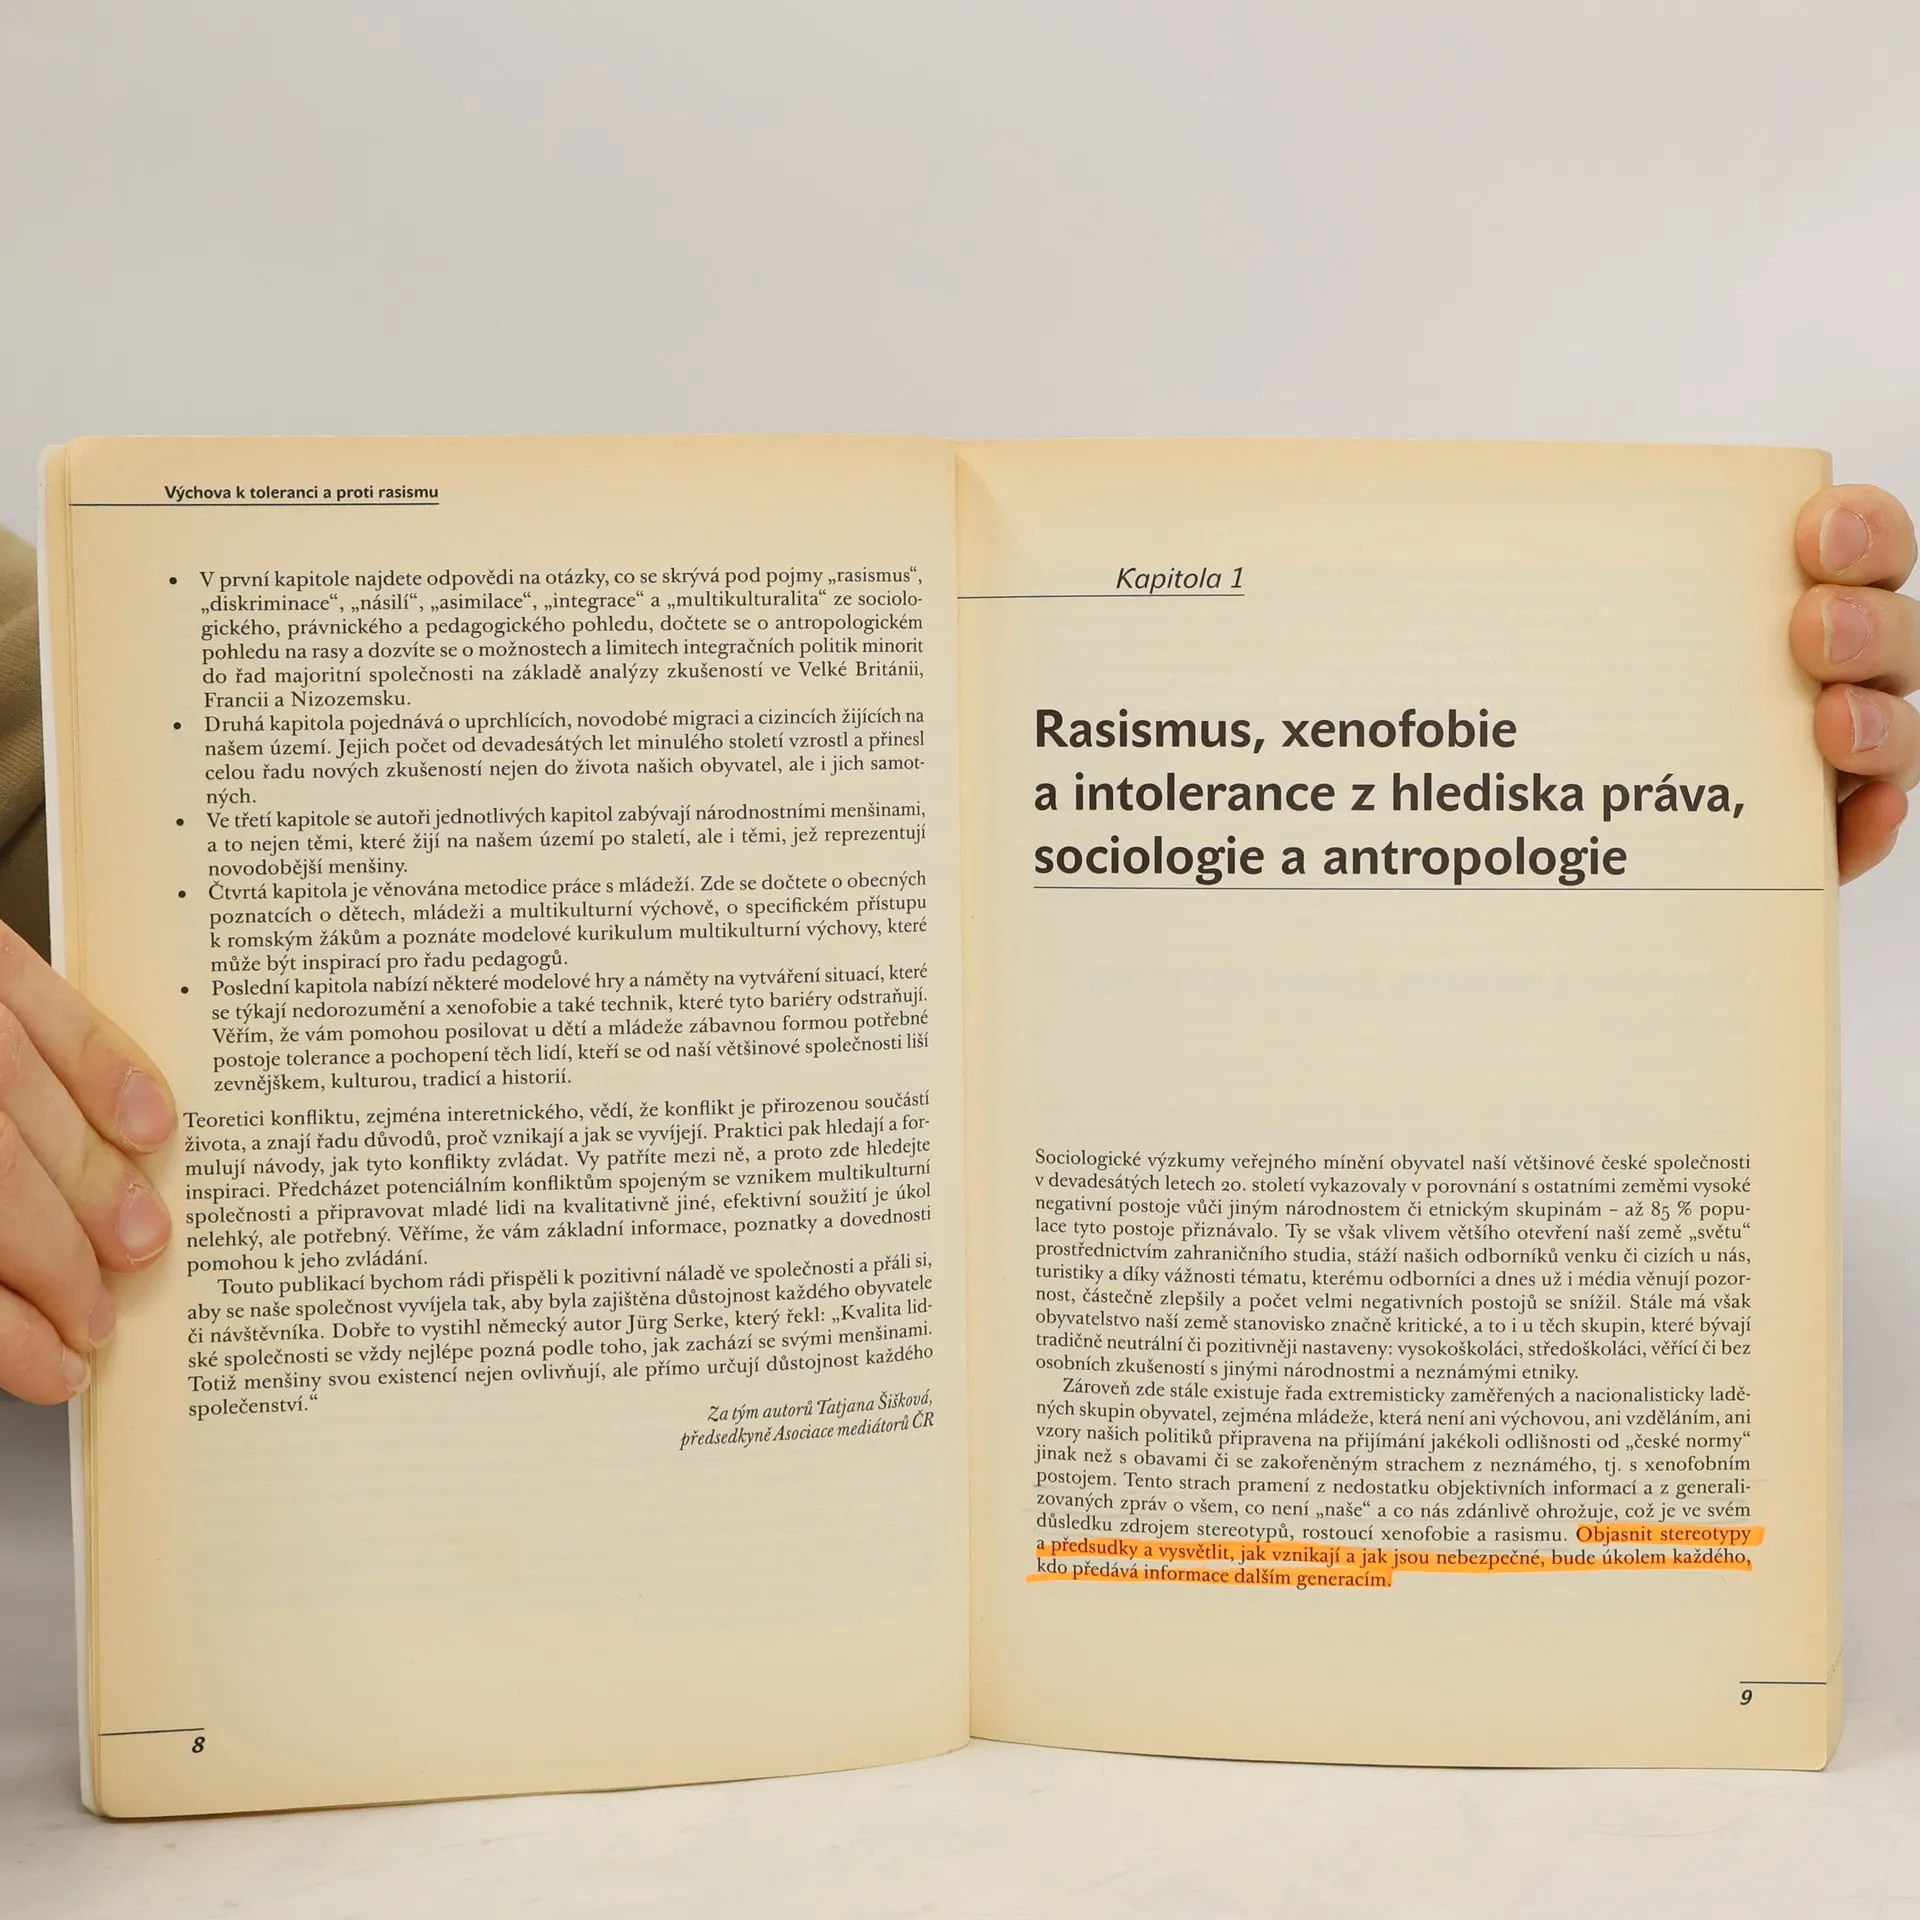 Výchova k toleranci a proti rasismu
• V první kapitole najdete odpovědi na otázky, co se skrývá pod pojmy „rasismus“,
„diskriminace“, „násilí“, „asimilace“, „integrace“ a „multikulturalita“ ze sociolo-
gického, právnického a pedagogického pohledu, dočtete se o antropologickém
pohledu na rasy a dozvíte se o možnostech a limitech integračních politik minorit
do řad majoritní společnosti na základě analýzy zkušeností ve Velké Británii,
Francii a Nizozemsku.
• Druhá kapitola pojednává o uprchlících, novodobé migraci a cizincích žijících na
našem území. Jejich počet od devadesátých let minulého století vzrostl a přinesl
celou řadu nových zkušeností nejen do života našich obyvatel, ale i jich samot-
ných.
• Ve třetí kapitole se autoři jednotlivých kapitol zabývají národnostními menšinami,
a to nejen těmi, které žijí na našem území po staletí, ale i těmi, jež reprezentují
novodobější menšiny.
• Čtvrtá kapitola je věnována metodice práce s mládeží. Zde se dočtete o obecných
poznatcích o dětech, mládeži a multikulturní výchově, o specifickém přístupu
k romským žákům a poznáte modelové kurikulum multikulturní výchovy, které
může být inspirací pro řadu pedagogů.
• Poslední kapitola nabízí některé modelové hry a náměty na vytváření situací, které
se týkají nedorozumění a xenofobie a také technik, které tyto bariéry odstraňují.
Věřím, že vám pomohou posilovat u dětí a mládeže zábavnou formou potřebné
postoje tolerance a pochopení těch lidí, kteří se od naší většinové společnosti liší
zevnějškem, kulturou, tradicí a historií.
Teoretici konfliktu, zejména interetnického, vědí, že konflikt je přirozenou součástí
života, a znají řadu důvodů, proč vznikají a jak se vyvíjejí. Praktici pak hledají a for-
mulují návody, jak tyto konflikty zvládat. Vy patříte mezi ně, a proto zde hledejte
inspiraci. Předcházet potenciálním konfliktům spojeným se vznikem multikulturní
společnosti a připravovat mladé lidi na kvalitativně jiné, efektivní soužití je úkol
nelehký, ale potřebný. Věříme, že vám základní informace, poznatky a dovednosti
pomohou k jeho zvládání.
Touto publikací bychom rádi přispěli k pozitivní náladě ve společnosti a přáli si,
aby se naše společnost vyvíjela tak, aby byla zajištěna důstojnost každého obyvatele
či návštěvníka. Dobře to vystihl německý autor Jürg Serke, který řekl: „Kvalita lid-
ské společnosti se vždy nejlépe pozná podle toho, jak zachází se svými menšinami.
Totiž menšiny svou existencí nejen ovlivňují, ale přímo určují důstojnost každého
společenství.“
Za tým autorů Tatjana Šišková,
předsedkyně Asociace mediátorů ČR
8
Kapitola 1
Rasismus, xenofobie
a intolerance z hlediska práva,
sociologie a antropologie
Sociologické výzkumy veřejného mínění obyvatel naší většinové české společnosti
v devadesátých letech 20. století vykazovaly v porovnání s ostatními zeměmi vysoké
negativní postoje vůči jiným národnostem či etnickým skupinám – až 85 % popu-
lace tyto postoje přiznávalo. Ty se však vlivem většího otevření naší země „světu“
prostřednictvím zahraničního studia, stáží našich odborníků venku či cizích u nás,
turistiky a díky vážnosti tématu, kterému odborníci a dnes už i média věnují pozor-
nost, částečně zlepšily a počet velmi negativních postojů se snížil. Stále má však
obyvatelstvo naší země stanovisko značně kritické, a to i u těch skupin, které bývají
tradičně neutrální či pozitivněji nastaveny: vysokoškoláci, středoškoláci, věřící či bez
osobních zkušeností s jinými národnostmi a neznámými etniky.
Zároveň zde stále existuje řada extremisticky zaměřených a nacionalisticky ladě-
ných skupin obyvatel, zejména mládeže, která není ani výchovou, ani vzděláním, ani
vzory našich politiků připravena na přijímání jakékoli odlišnosti od „české normy“
jinak než s obavami či se zakořeněným strachem z neznámého, tj. s xenofobním
postojem. Tento strach pramení z nedostatku objektivních informací a z generali-
zovaných zpráv o všem, co není „naše“ a co nás zdánlivě ohrožuje, což je ve svém
důsledku zdrojem stereotypů, rostoucí xenofobie a rasismu. Objasnit stereotypy
a předsudky a vysvětlit, jak vznikají a jak jsou nebezpečné, bude úkolem každého,
kdo předává informace dalším generacím.
9